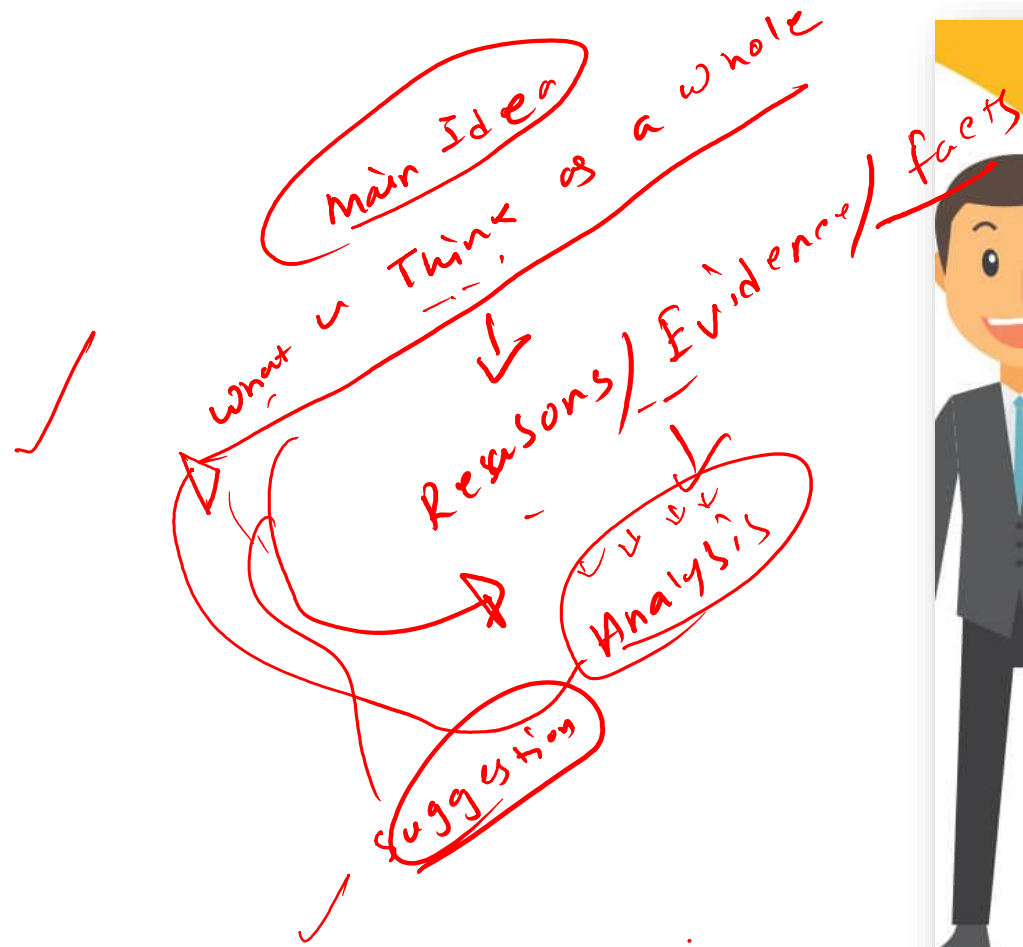 Main Idea
What u Think as a whole
Reasons/Evidence/facts
Analysis
Suggestion